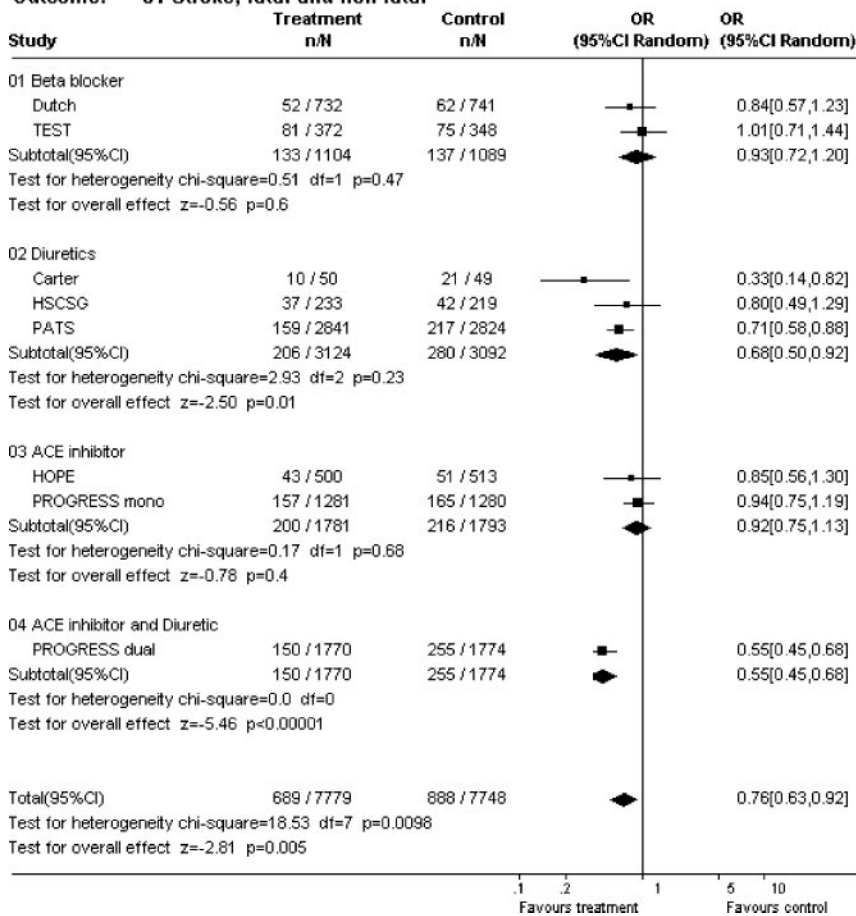 Outcome: 01 Stroke, fatal and non fatal
Treatment Control OR OR
Study n/N n/N (95%CI Random) (95%CI Random)
01 Beta blocker
Dutch 52 / 732 62 / 741 0.84[0.57,1.23]
TEST 81 / 372 75 / 348 1.01[0.71,1.44]
Subtotal(95%CI) 133 / 1104 137 / 1089 0.93[0.72,1.20]
Test for heterogeneity chi-square=0.51 df=1 p=0.47
Test for overall effect z=-0.56 p=0.6
02 Diuretics
Carter 10 / 50 21 / 49 0.33[0.14,0.82]
HSCSG 37 / 233 42 / 219 0.80[0.49,1.29]
PATS 159 / 2841 217 / 2824 0.71[0.58,0.88]
Subtotal(95%CI) 206 / 3124 280 / 3092 0.68[0.50,0.92]
Test for heterogeneity chi-square=2.93 df=2 p=0.23
Test for overall effect z=-2.50 p=0.01
03 ACE inhibitor
HOPE 43 / 500 51 / 513 0.85[0.56,1.30]
PROGRESS mono 157 / 1281 165 / 1280 0.94[0.75,1.19]
Subtotal(95%CI) 200 / 1781 216 / 1793 0.92[0.75,1.13]
Test for heterogeneity chi-square=0.17 df=1 p=0.68
Test for overall effect z=-0.78 p=0.4
04 ACE inhibitor and Diuretic
PROGRESS dual 150 / 1770 255 / 1774 0.55[0.45,0.68]
Subtotal(95%CI) 150 / 1770 255 / 1774 0.55[0.45,0.68]
Test for heterogeneity chi-square=0.0 df=0
Test for overall effect z=-5.46 p<0.00001
Total(95%CI) 689 / 7779 888 / 7748 0.76[0.63,0.92]
Test for heterogeneity chi-square=18.53 df=7 p=0.0098
Test for overall effect z=-2.81 p=0.005
.1 .2 1 5 10
Favours treatment Favours control